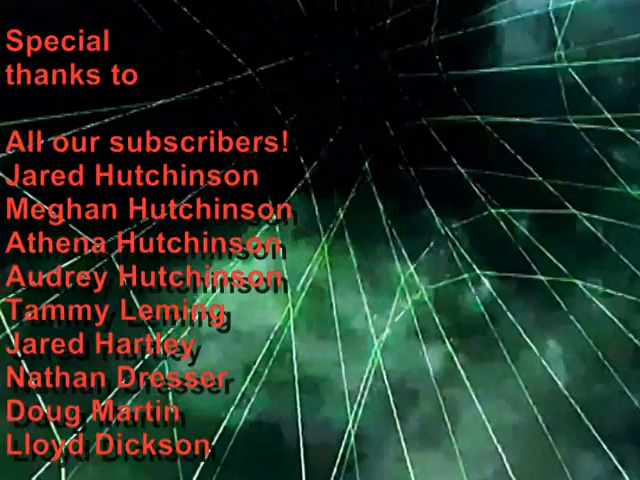 Special
thanks to
All our subscribers!
Jared Hutchinson
Meghan Hutchinson
Athena Hutchinson
Audrey Hutchinson
Tammy Leming
Jared Hartley
Nathan Dresser
Doug Martin
Lloyd Dickson